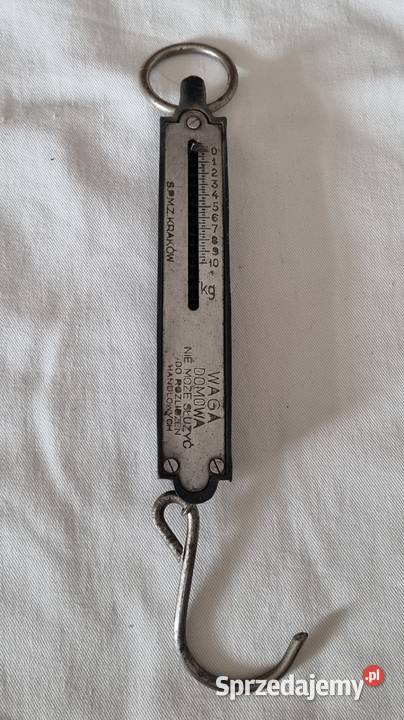 0
1
2
3
4
5
6
7
8
9
10
kg
S.P.M.Z. KRAKÓW
WAGA
DOMOWA
NIE MOŻE SŁUŻYĆ
DO ROZLICZEŃ
HANDLOWYCH
Sprzedajemy.pl